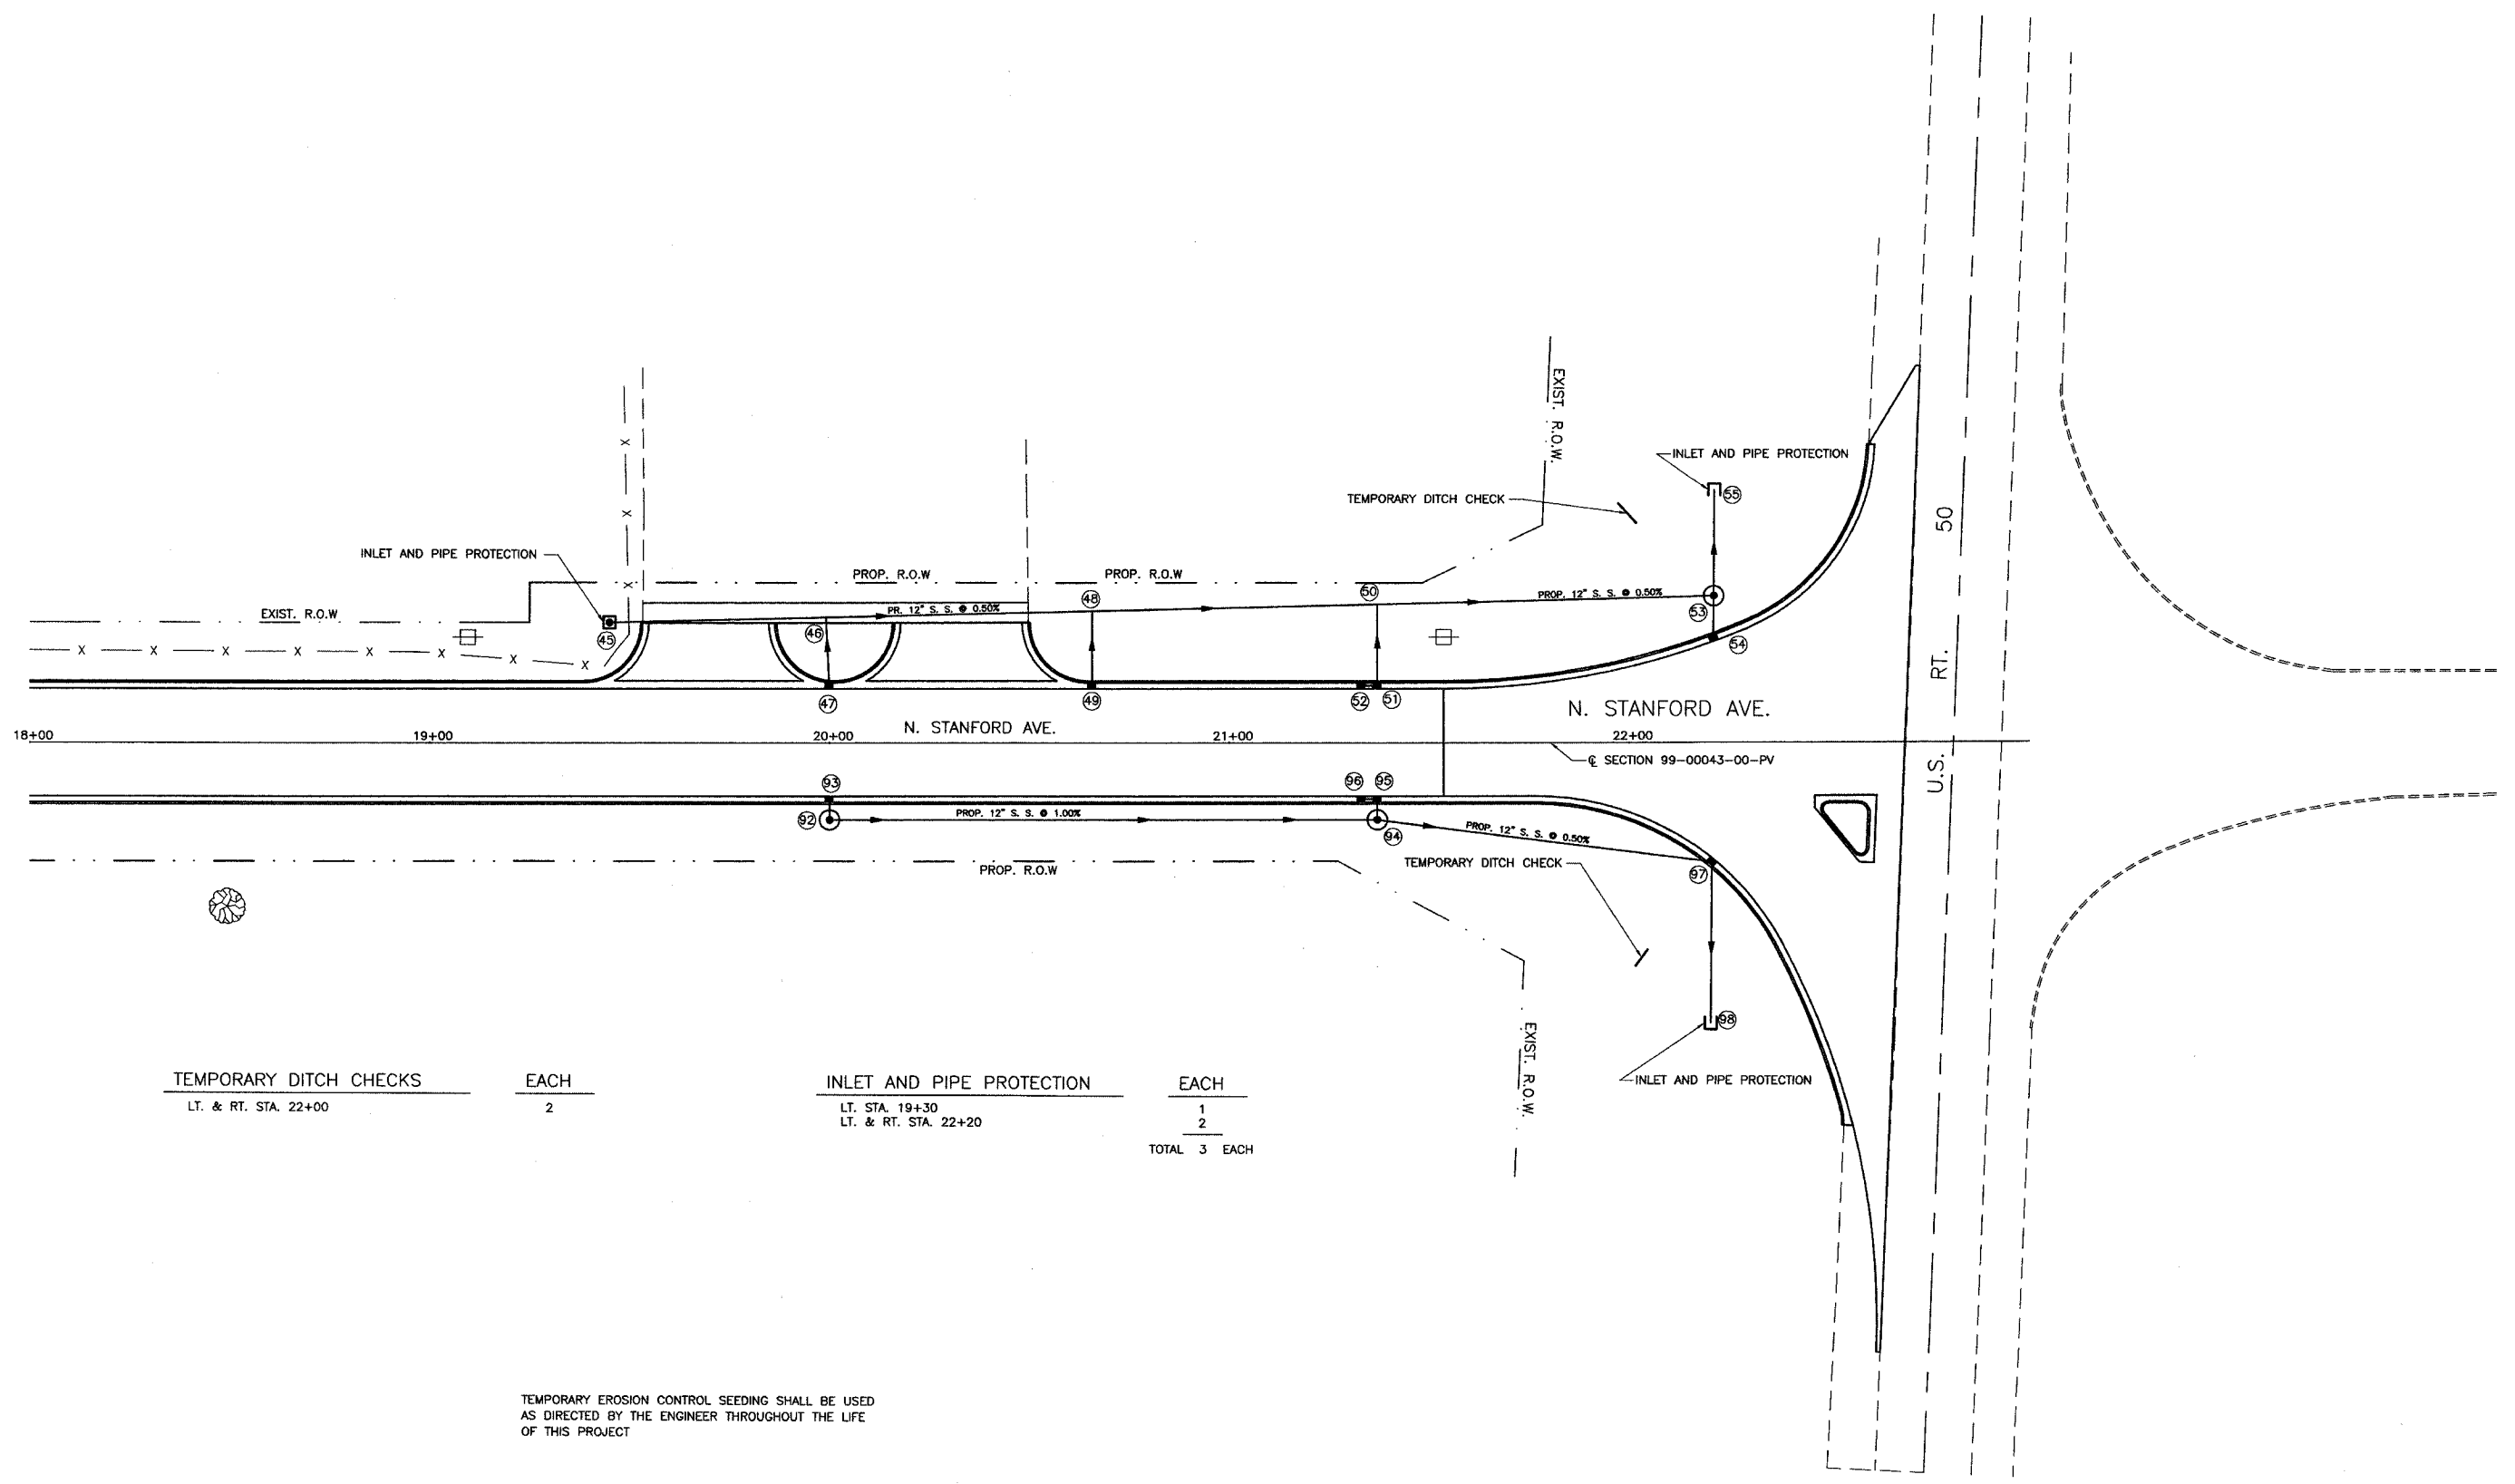 EXIST. R.O.W.
INLET AND PIPE PROTECTION
55
TEMPORARY DITCH CHECK
50
RT.
U.S.
INLET AND PIPE PROTECTION
PROP. R.O.W
PROP. R.O.W
EXIST. R.O.W
45
46
PR. 12" S. S. @ 0.50%
48
50
PROP. 12" S. S. @ 0.50%
53
54
47
49
52
51
N. STANFORD AVE.
N. STANFORD AVE.
18+00
19+00
20+00
21+00
22+00
℄ SECTION 99-00043-00-PV
93
96
95
92
PROP. 12" S. S. @ 1.00%
94
PROP. 12" S. S. @ 0.50%
PROP. R.O.W
TEMPORARY DITCH CHECK
97
98
EXIST. R.O.W.
INLET AND PIPE PROTECTION
TEMPORARY DITCH CHECKS EACH
LT. & RT. STA. 22+00 2
INLET AND PIPE PROTECTION EACH
LT. STA. 19+30 1
LT. & RT. STA. 22+20 2
TOTAL 3 EACH
TEMPORARY EROSION CONTROL SEEDING SHALL BE USED
AS DIRECTED BY THE ENGINEER THROUGHOUT THE LIFE
OF THIS PROJECT